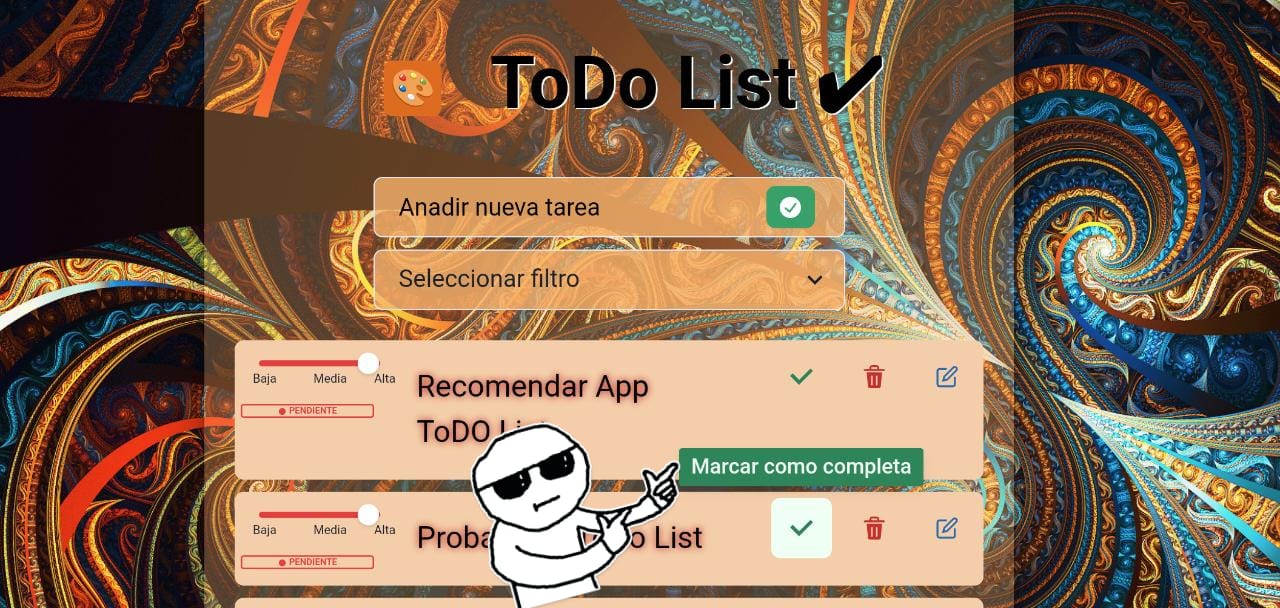 ToDo List ✔
Anadir nueva tarea
Seleccionar filtro
Baja Media Alta
PENDIENTE
Recomendar App
ToDO
Marcar como completa
Baja Media Alta
PENDIENTE
List